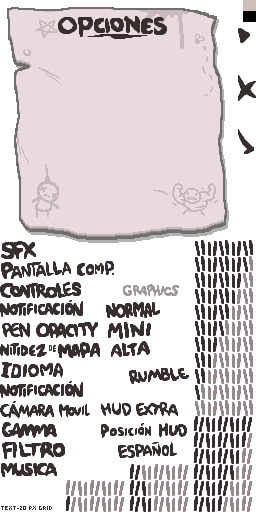 OPCIONES
SFX
PANTALLA COMP.
CONTROLES GRAPHICS
NOTIFICACIÓN NORMAL
PEN OPACITY MINI
NITIDEZ DE MAPA ALTA
IDIOMA
RUMBLE
NOTIFICACIÓN
CÁMARA MOVIL HUD EXTRA
GAMMA POSICIÓN HUD
FILTRO ESPAÑOL
MUSICA
TEXT-20 PX GRID